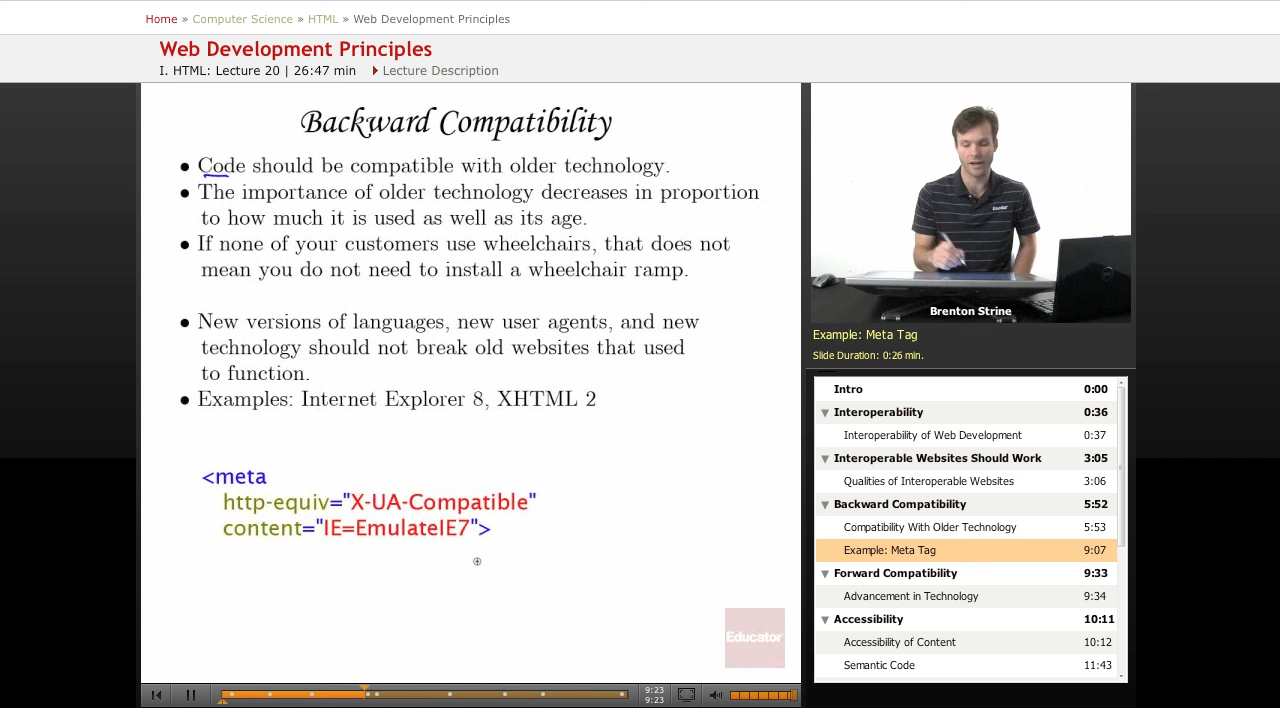 Home » Computer Science » HTML » Web Development Principles
Web Development Principles
I. HTML: Lecture 20 | 26:47 min Lecture Description
Backward Compatibility
• Code should be compatible with older technology.
• The importance of older technology decreases in proportion
to how much it is used as well as its age.
• If none of your customers use wheelchairs, that does not
mean you do not need to install a wheelchair ramp.
• New versions of languages, new user agents, and new
technology should not break old websites that used
to function.
• Examples: Internet Explorer 8, XHTML 2
<meta
http-equiv="X-UA-Compatible"
content="IE=EmulateIE7">
Educator
9:23
9:23
Brenton Strine
Example: Meta Tag
Slide Duration: 0:26 min.
Intro 0:00
Interoperability 0:36
Interoperability of Web Development 0:37
Interoperable Websites Should Work 3:05
Qualities of Interoperable Websites 3:06
Backward Compatibility 5:52
Compatibility With Older Technology 5:53
Example: Meta Tag 9:07
Forward Compatibility 9:33
Advancement in Technology 9:34
Accessibility 10:11
Accessibility of Content 10:12
Semantic Code 11:43